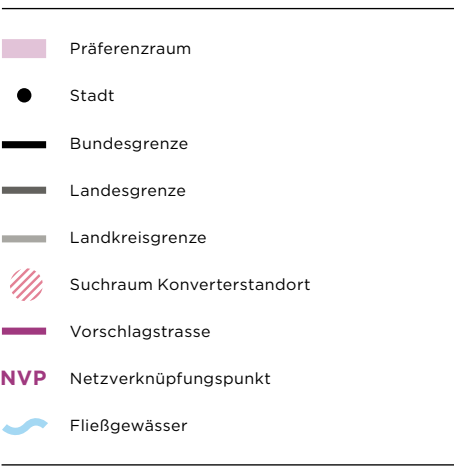 Präferenzraum
Stadt
Bundesgrenze
Landesgrenze
Landkreisgrenze
Suchraum Konverterstandort
Vorschlagstrasse
NVP Netzverknüpfungspunkt
Fließgewässer